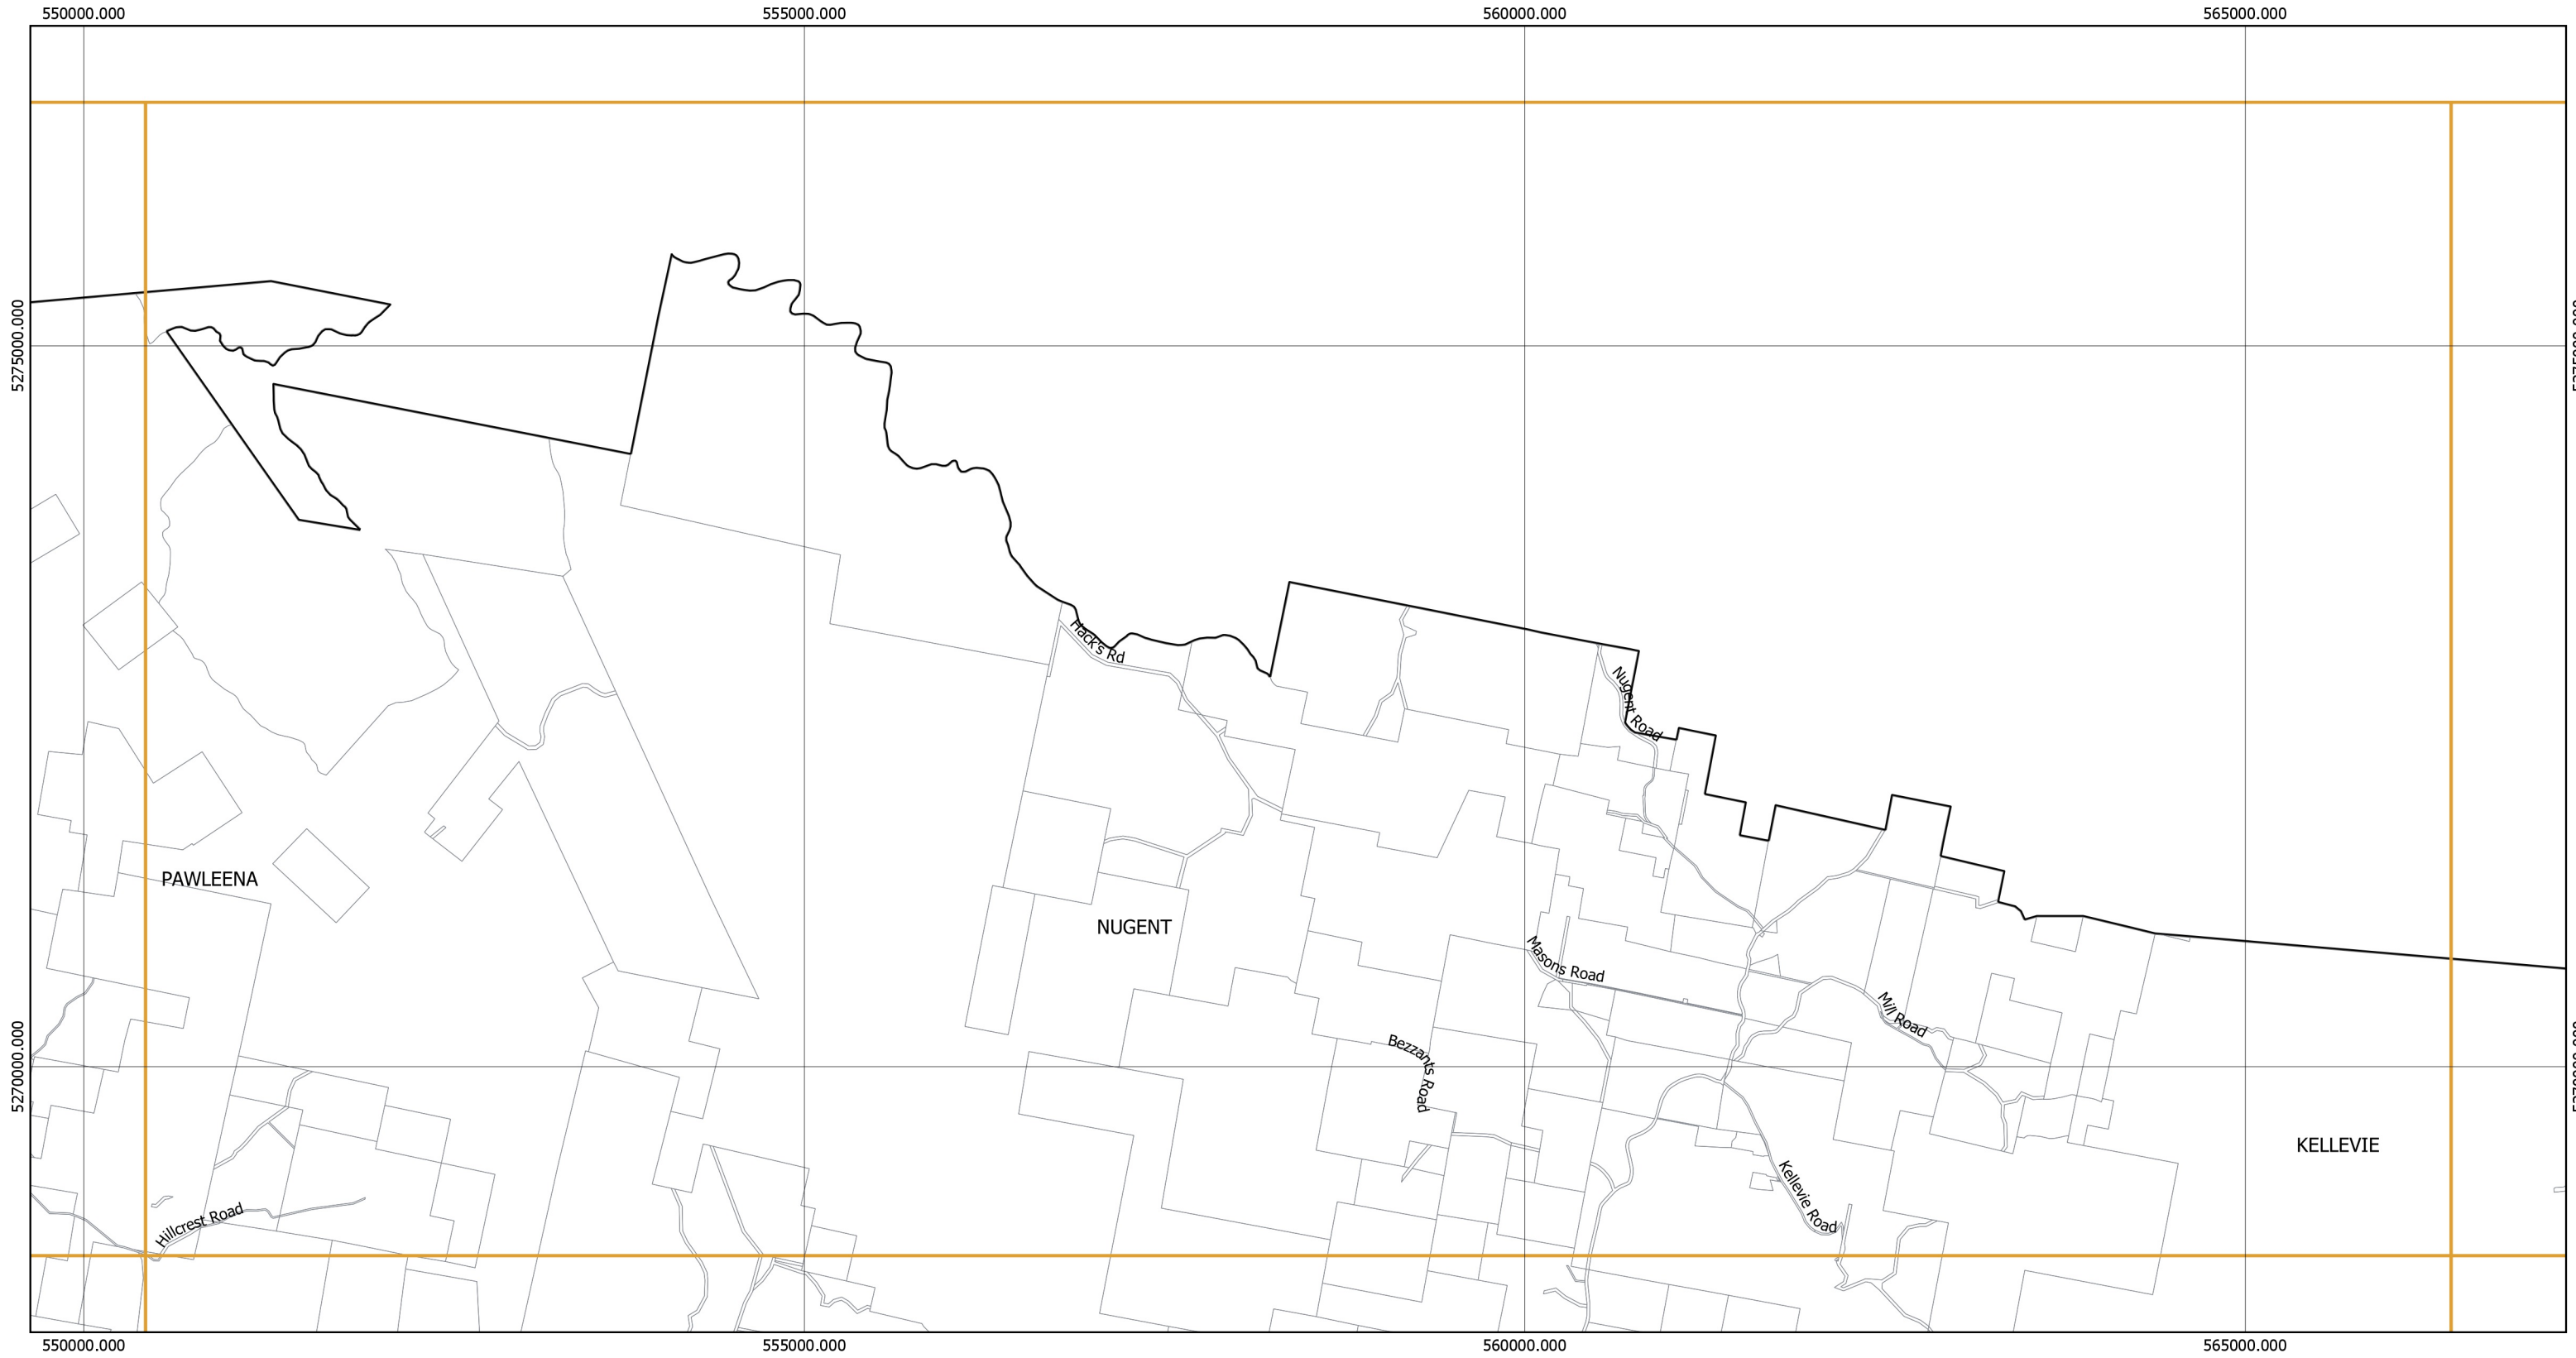 550000.000
555000.000
560000.000
565000.000
5275000.000
Hack's Rd
Nugent Road
PAWLEENA
NUGENT
Masons Road
Mill Road
5270000.000
Bezzants Road
KELLEVIE
Kellevie Road
Hillcrest Road
550000.000
555000.000
560000.000
565000.000